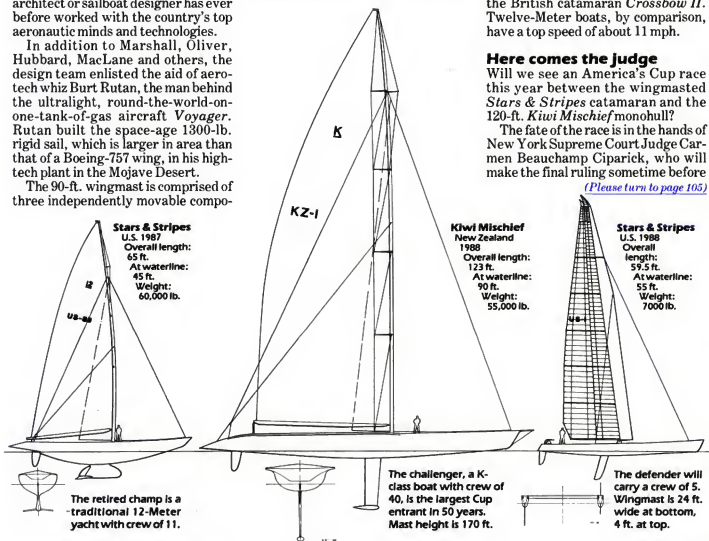 architect or sailboat designer has ever
before worked with the country's top
aeronautic minds and technologies.
In addition to Marshall, Oliver,
Hubbard, MacLane and others, the
design team enlisted the aid of aero-
tech whiz Burt Rutan, the man behind
the ultralight, round-the-world-on-
one-tank-of-gas aircraft Voyager.
Rutan built the space-age 1300-lb.
rigid sail, which is larger in area than
that of a Boeing-757 wing, in his high-
tech plant in the Mojave Desert.
The 90-ft. wingmast is comprised of
three independently movable compo-
the British catamaran Crossbow II.
Twelve-Meter boats, by comparison,
have a top speed of about 11 mph.
Here comes the judge
Will we see an America's Cup race
this year between the wingmasted
Stars & Stripes catamaran and the
120-ft. Kiwi Mischief monohull?
The fate of the race is in the hands of
New York Supreme Court Judge Car-
men Beauchamp Ciparick, who will
make the final ruling sometime before
(Please turn to page 105)
Stars & Stripes
U.S. 1987
Overall length:
65 ft.
At waterline:
45 ft.
Weight:
60,000 lb.
12
US-55
The retired champ is a
traditional 12-Meter
yacht with crew of 11.
K
KZ-1
Kiwi Mischief
New Zealand
1988
Overall length:
123 ft.
At waterline:
90 ft.
Weight:
55,000 lb.
The challenger, a K-
class boat with crew of
40, is the largest Cup
entrant in 50 years.
Mast height is 170 ft.
Stars & Stripes
U.S. 1988
Overall
length:
59.5 ft.
At waterline:
55 ft.
Weight:
7000 lb.
US-1
The defender will
carry a crew of 5.
Wingmast is 24 ft.
wide at bottom,
4 ft. at top.